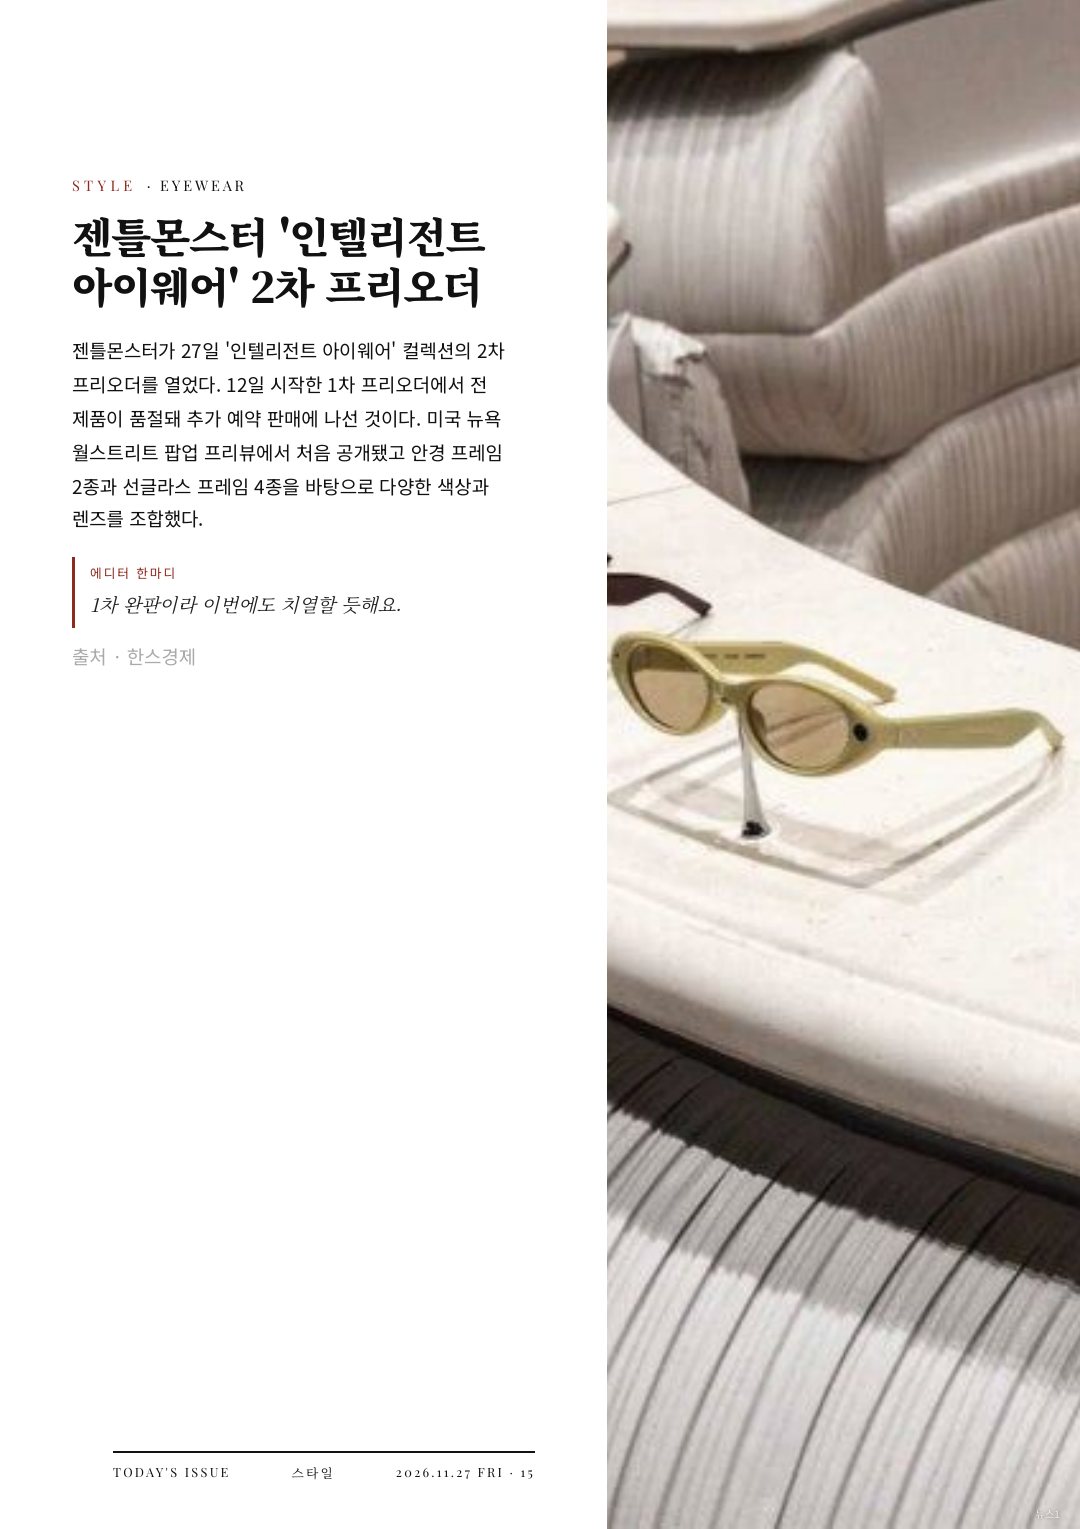 STYLE · EYEWEAR
젠틀몬스터 '인텔리전트
아이웨어' 2차 프리오더
젠틀몬스터가 27일 '인텔리전트 아이웨어' 컬렉션의 2차
프리오더를 열었다. 12일 시작한 1차 프리오더에서 전
제품이 품절돼 추가 예약 판매에 나선 것이다. 미국 뉴욕
월스트리트 팝업 프리뷰에서 처음 공개됐고 안경 프레임
2종과 선글라스 프레임 4종을 바탕으로 다양한 색상과
렌즈를 조합했다.
에디터 한마디
1차 완판이라 이번에도 치열할 듯해요.
출처 · 한스경제
TODAY'S ISSUE 스타일 2026.11.27 FRI · 15
뉴스1